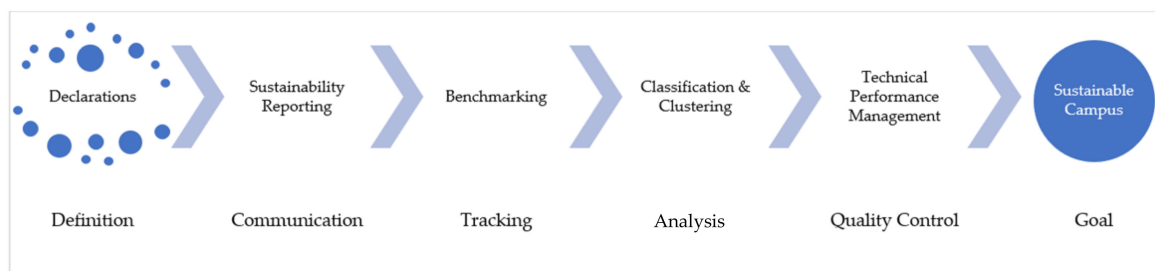 Declarations
Sustainability
Reporting
Benchmarking
Classification &
Clustering
Technical
Performance
Management
Sustainable
Campus
Definition
Communication
Tracking
Analysis
Quality Control
Goal